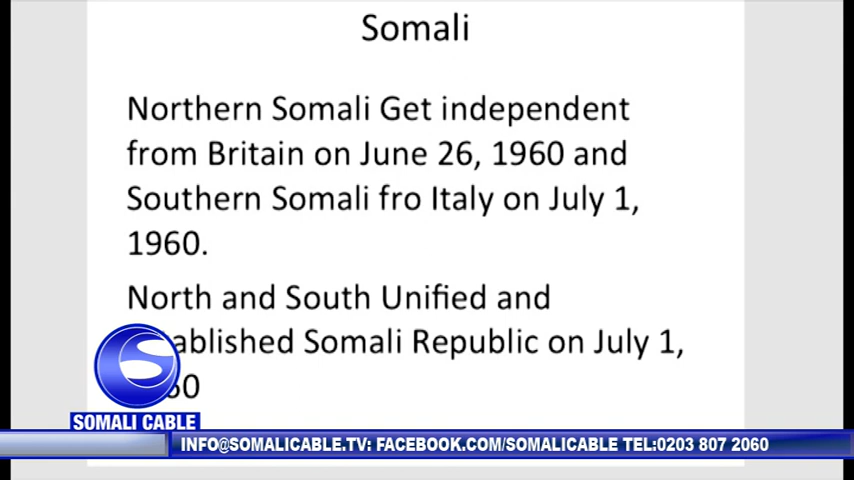 Somali
Northern Somali Get independent
from Britain on June 26, 1960 and
Southern Somali fro Italy on July 1,
1960.
North and South Unified and
Somali Republic on July 1,
SOMALI CABLE
INFO@SOMALICABLE.TV: FACEBOOK.COM/SOMALICABLE TEL:0203 807 2060